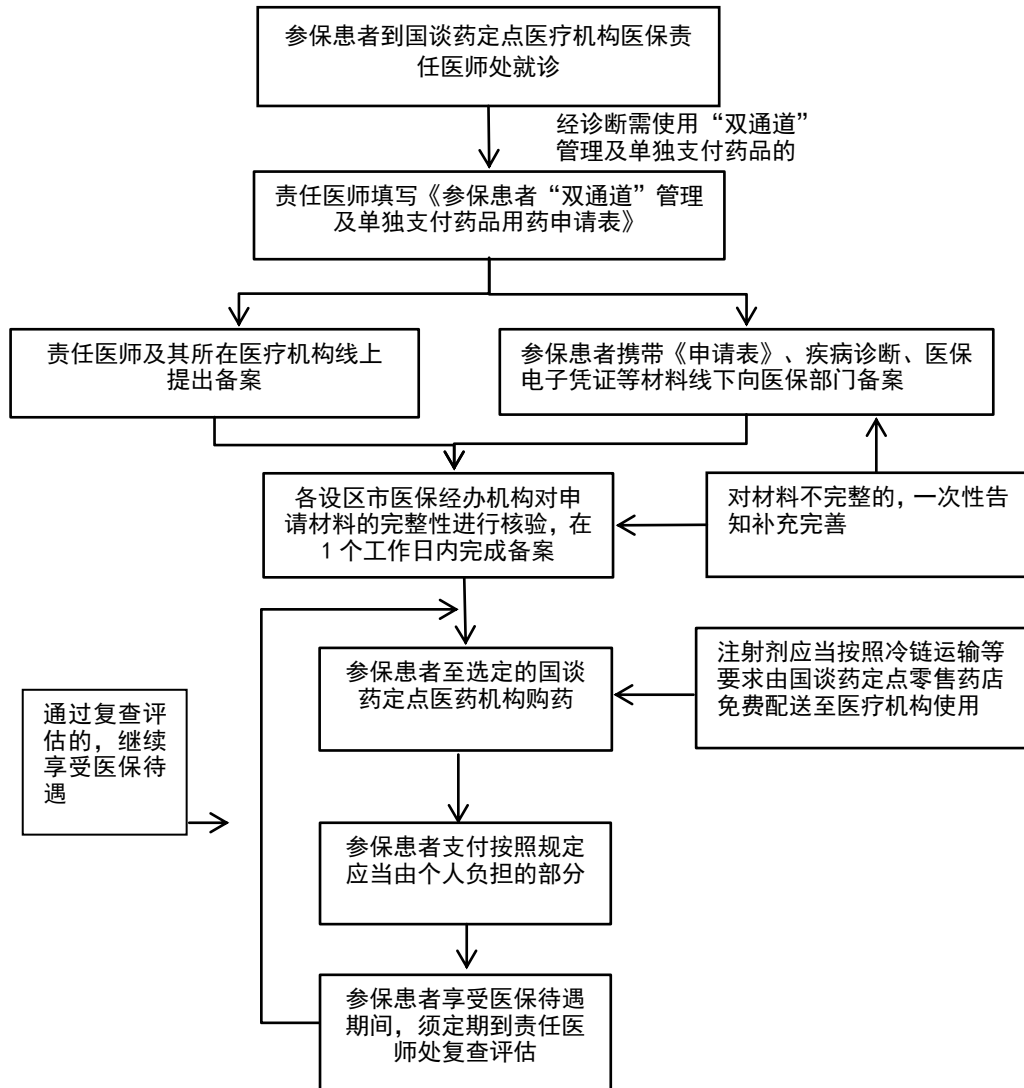 参保患者到国谈药定点医疗机构医保责
任医师处就诊
经诊断需使用“双通道”
管理及单独支付药品的
责任医师填写《参保患者“双通道”管理
及单独支付药品用药申请表》
责任医师及其所在医疗机构线上
提出备案
参保患者携带《申请表》、疾病诊断、医保
电子凭证等材料线下向医保部门备案
各设区市医保经办机构对申
请材料的完整性进行核验,在
1个工作日内完成备案
对材料不完整的,一次性告
知补充完善
参保患者至选定的国谈
药定点医药机构购药
注射剂应当按照冷链运输等
要求由国谈药定点零售药店
免费配送至医疗机构使用
通过复查评
估的,继续
享受医保待
遇
参保患者支付按照规定
应当由个人负担的部分
参保患者享受医保待遇
期间,须定期到责任医
师处复查评估